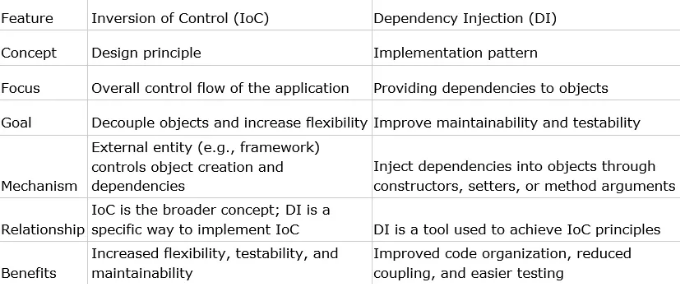 Feature Inversion of Control (IoC) Dependency Injection (DI)
Concept Design principle Implementation pattern
Focus Overall control flow of the application Providing dependencies to objects
Goal Decouple objects and increase flexibility Improve maintainability and testability
Mechanism External entity (e.g., framework)
controls object creation and
dependencies
Inject dependencies into objects through
constructors, setters, or method arguments
Relationship IoC is the broader concept; DI is a
specific way to implement IoC
DI is a tool used to achieve IoC principles
Benefits Increased flexibility, testability, and
maintainability
Improved code organization, reduced
coupling, and easier testing